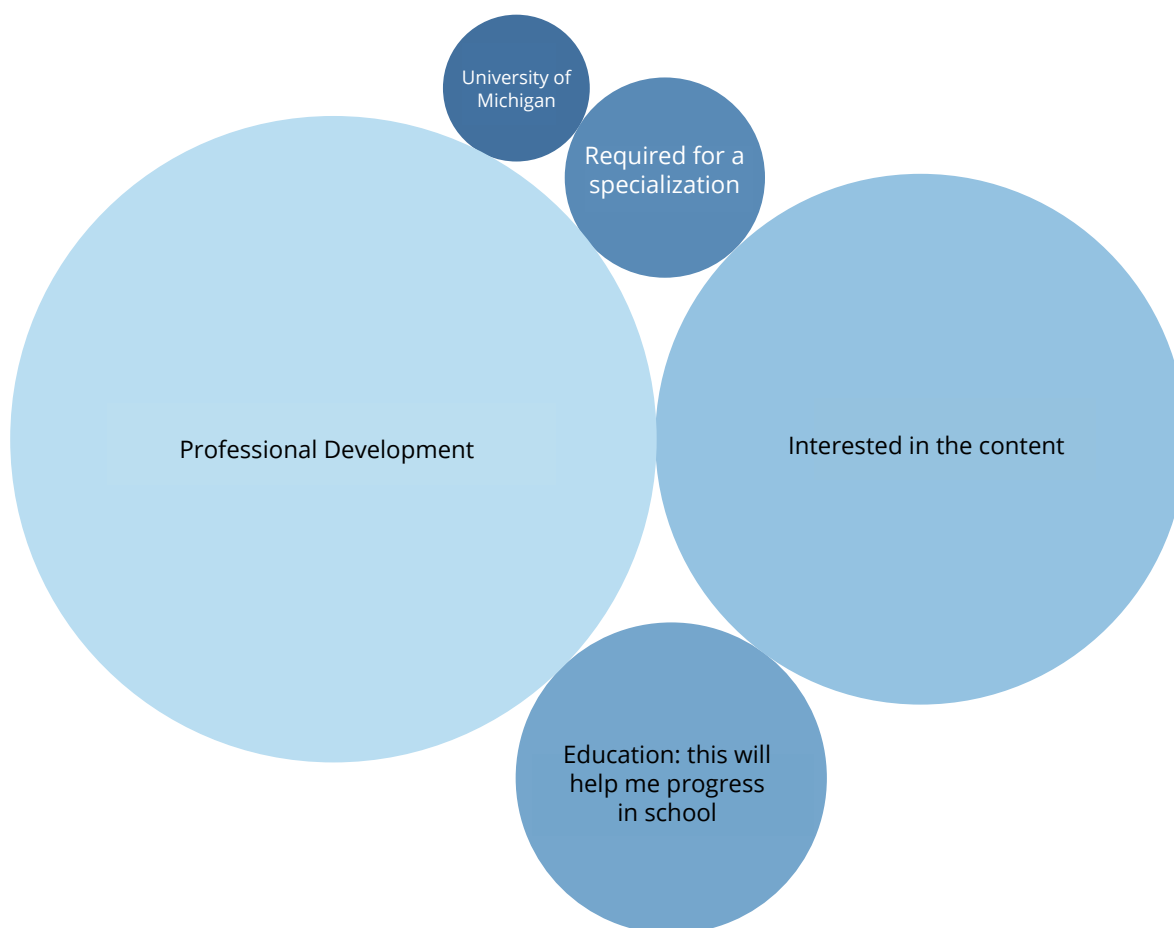 University of
Michigan
Required for a
specialization
Professional Development
Interested in the content
Education: this will
help me progress
in school